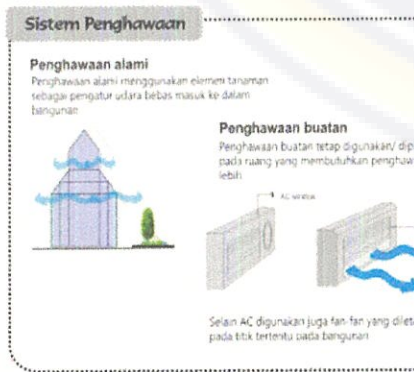 Sistem Penghawaan
Penghawaan alami
Penghawaan alami menggunakan elemen tanaman
sebagai pengatur udara bebas masuk ke dalam
bangunan
Penghawaan buatan
Penghawaan buatan tetap digunakan/
pada ruang yang membutuhkan
lebih
AC window
Selain AC digunakan juga fan-fan yang
pada titik tertentu pada bangunan